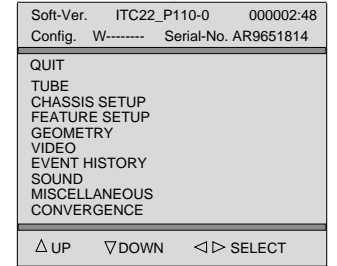 Soft-Ver. ITC22_P110-0 000002:48
Config. W-------- Serial-No. AR9651814
QUIT
TUBE
CHASSIS SETUP
FEATURE SETUP
GEOMETRY
VIDEO
EVENT HISTORY
SOUND
MISCELLANEOUS
CONVERGENCE
△ UP ▽ DOWN ◁ ▷ SELECT